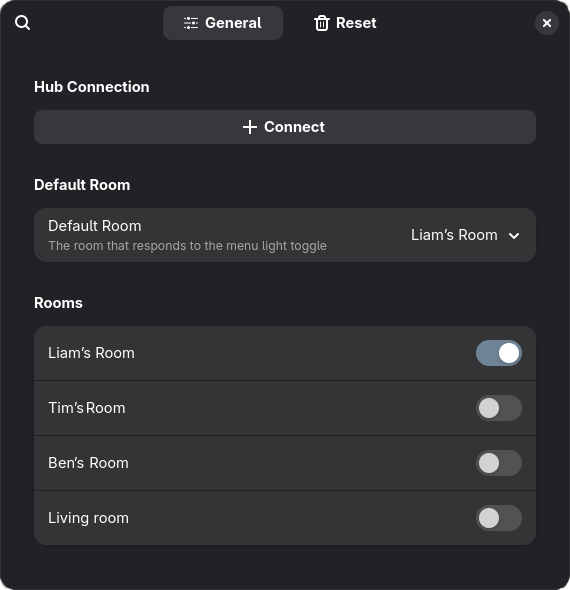 General
Reset
Hub Connection
Connect
Default Room
Default Room
The room that responds to the menu light toggle
Liam's Room
Rooms
Liam's Room
Tim's Room
Ben's Room
Living room